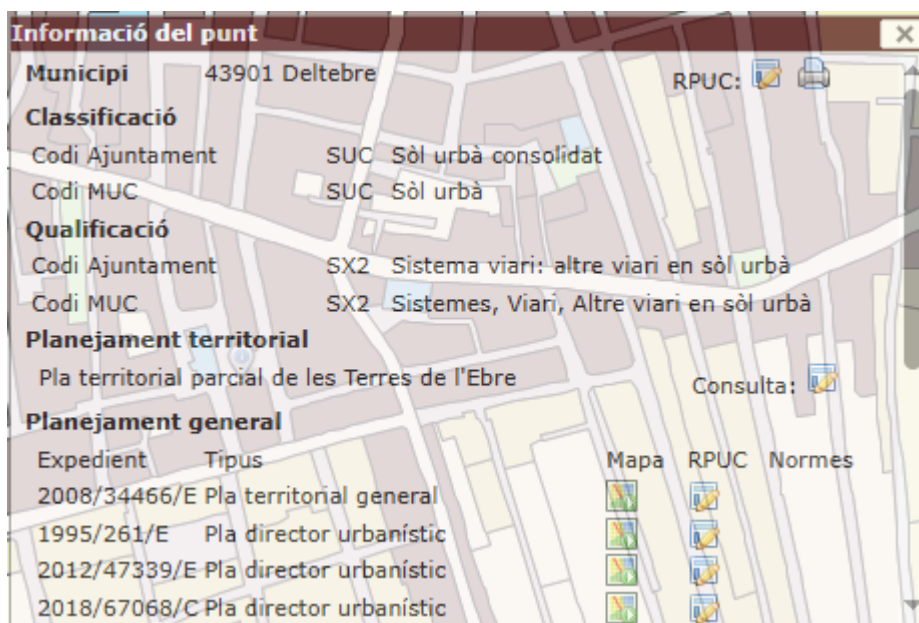 Informació del punt
Municipi 43901 Deltebre RPUC:
Classificació
Codi Ajuntament SUC Sòl urbà consolidat
Codi MUC SUC Sòl urbà
Qualificació
Codi Ajuntament SX2 Sistema viari: altre viari en sòl urbà
Codi MUC SX2 Sistemes, Viari, Altre viari en sòl urbà
Planejament territorial
Pla territorial parcial de les Terres de l'Ebre Consulta:
Planejament general
Expedient Tipus Mapa RPUC Normes
2008/34466/E Pla territorial general
1995/261/E Pla director urbanístic
2012/47339/E Pla director urbanístic
2018/67068/C Pla director urbanístic